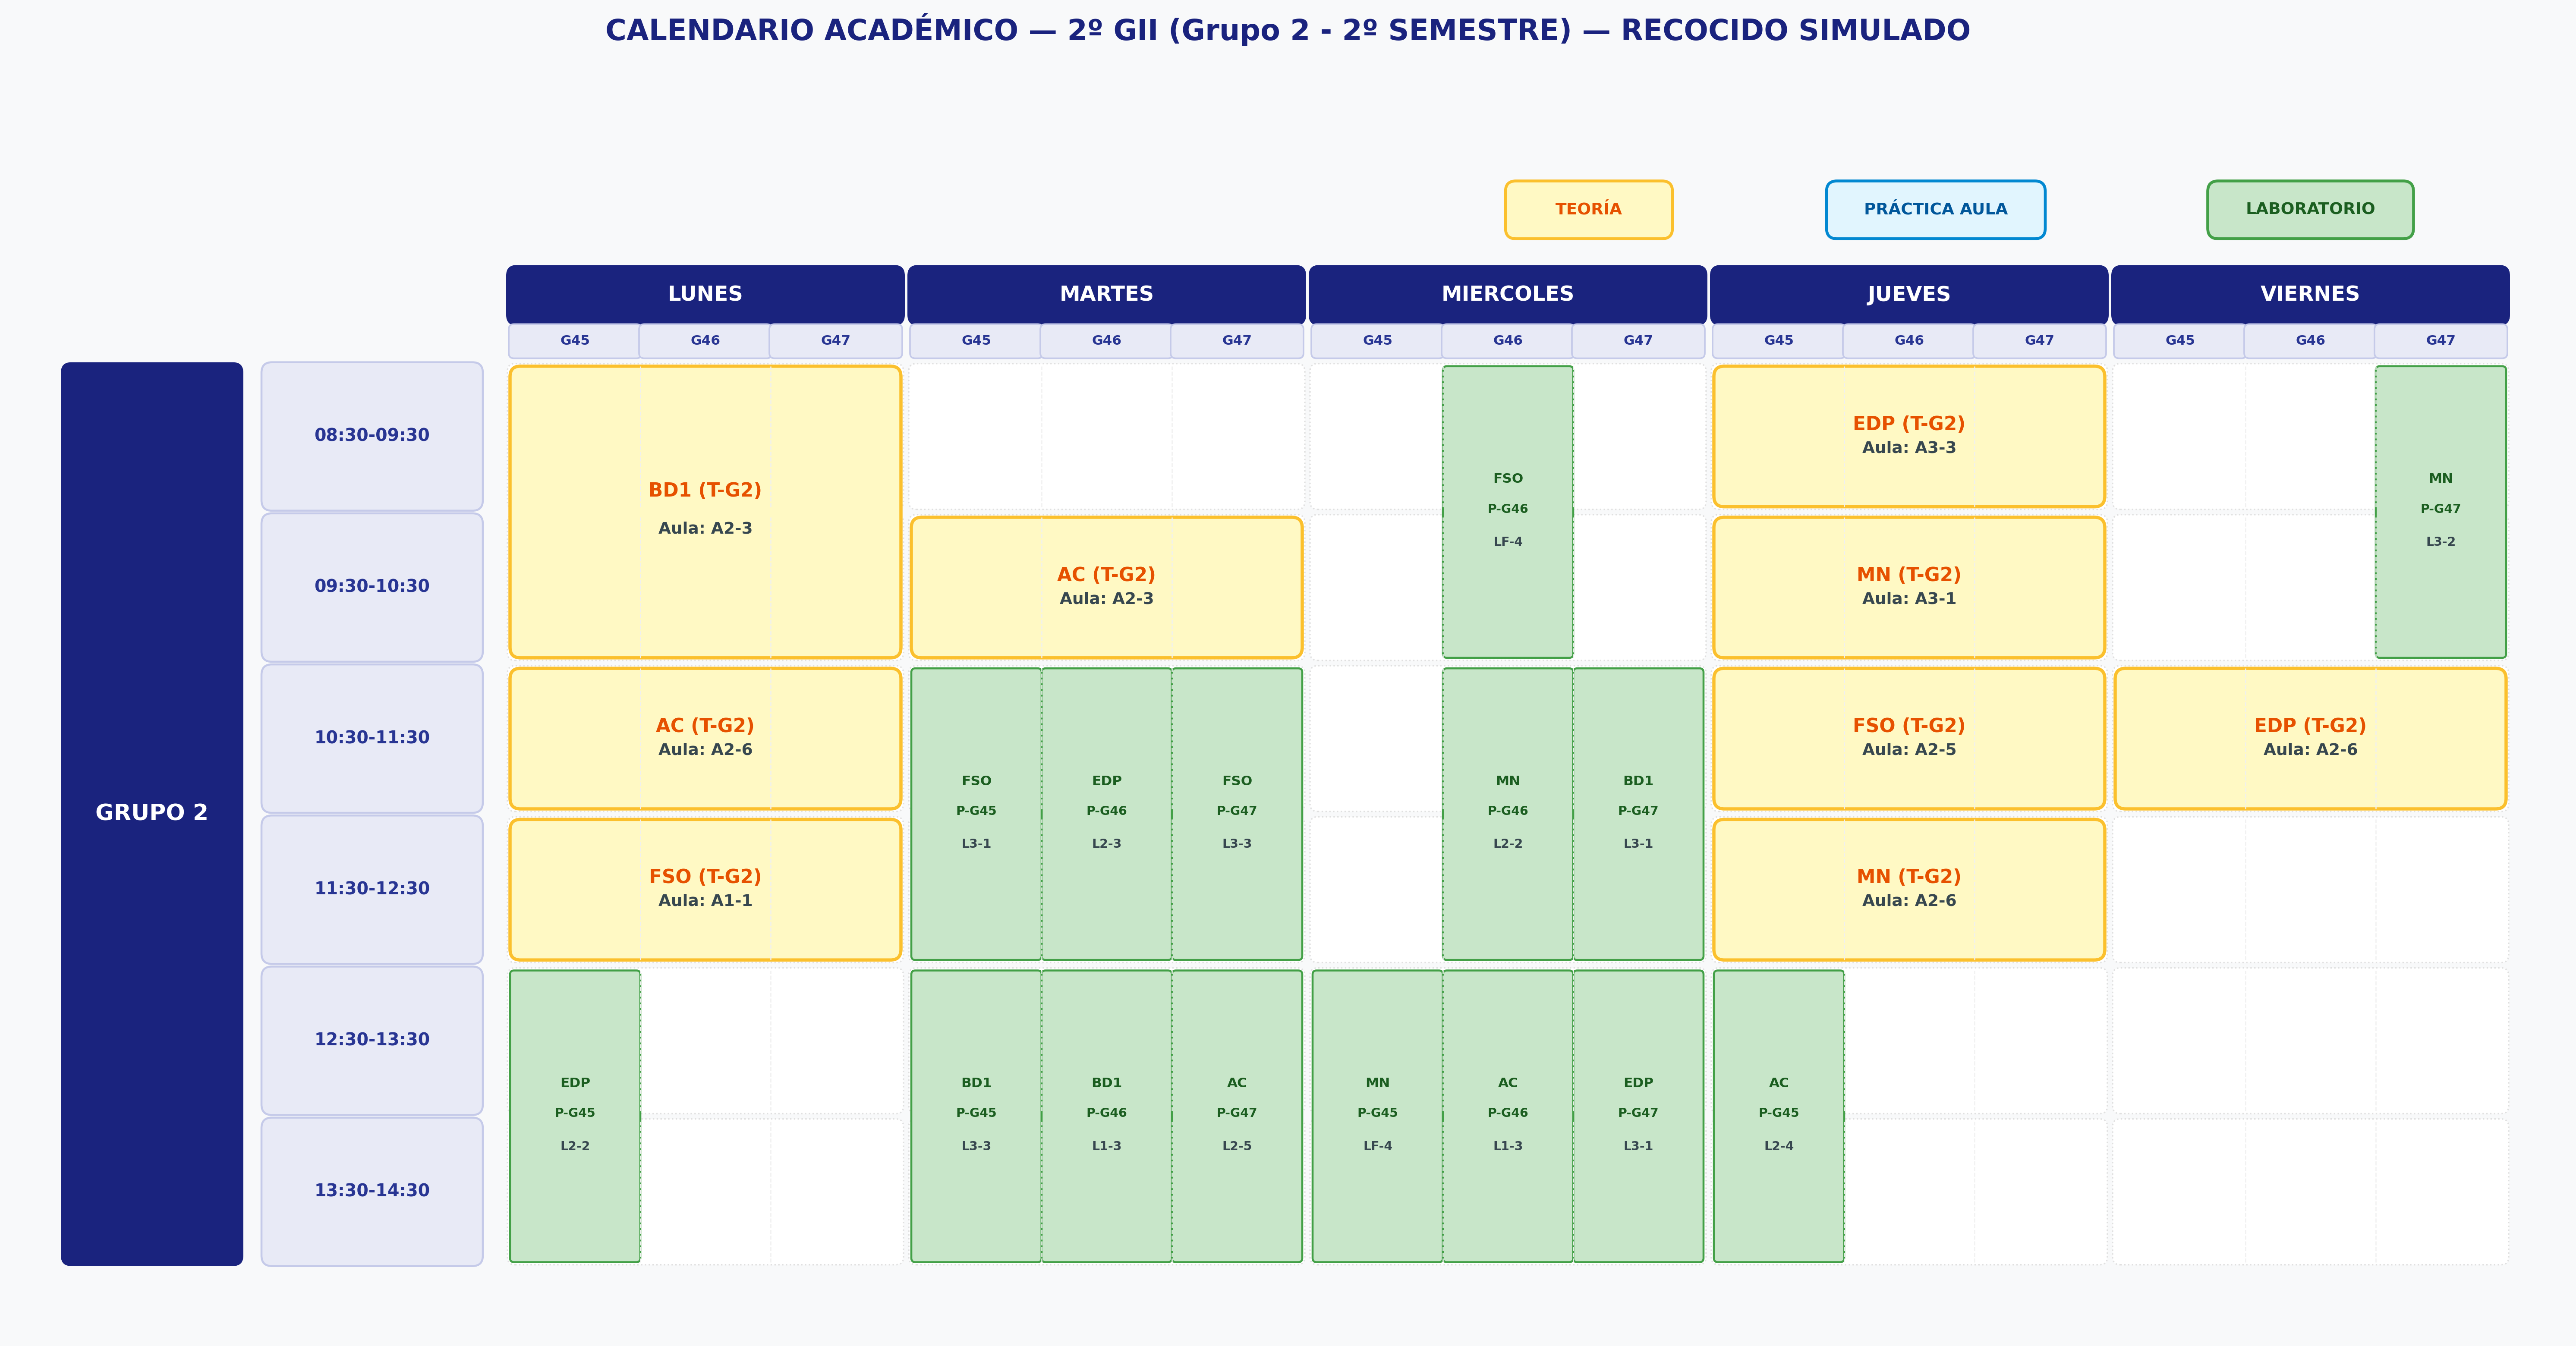 CALENDARIO ACADÉMICO — 2º GII (Grupo 2 - 2º SEMESTRE) — RECOCIDO SIMULADO
TEORÍA
PRÁCTICA AULA
LABORATORIO
LUNES
MARTES
MIERCOLES
JUEVES
VIERNES
G45
G46
G47
G45
G46
G47
G45
G46
G47
G45
G46
G47
G45
G46
G47
GRUPO 2
08:30-09:30
09:30-10:30
10:30-11:30
11:30-12:30
12:30-13:30
13:30-14:30
BD1 (T-G2)
Aula: A2-3
AC (T-G2)
Aula: A2-6
FSO (T-G2)
Aula: A1-1
EDP
P-G45
L2-2
AC (T-G2)
Aula: A2-3
FSO
P-G45
L3-1
EDP
P-G46
L2-3
FSO
P-G47
L3-3
BD1
P-G45
L3-3
BD1
P-G46
L1-3
AC
P-G47
L2-5
FSO
P-G46
LF-4
MN
P-G46
L2-2
BD1
P-G47
L3-1
MN
P-G45
LF-4
AC
P-G46
L1-3
EDP
P-G47
L3-1
EDP (T-G2)
Aula: A3-3
MN (T-G2)
Aula: A3-1
FSO (T-G2)
Aula: A2-5
MN (T-G2)
Aula: A2-6
AC
P-G45
L2-4
MN
P-G47
L3-2
EDP (T-G2)
Aula: A2-6